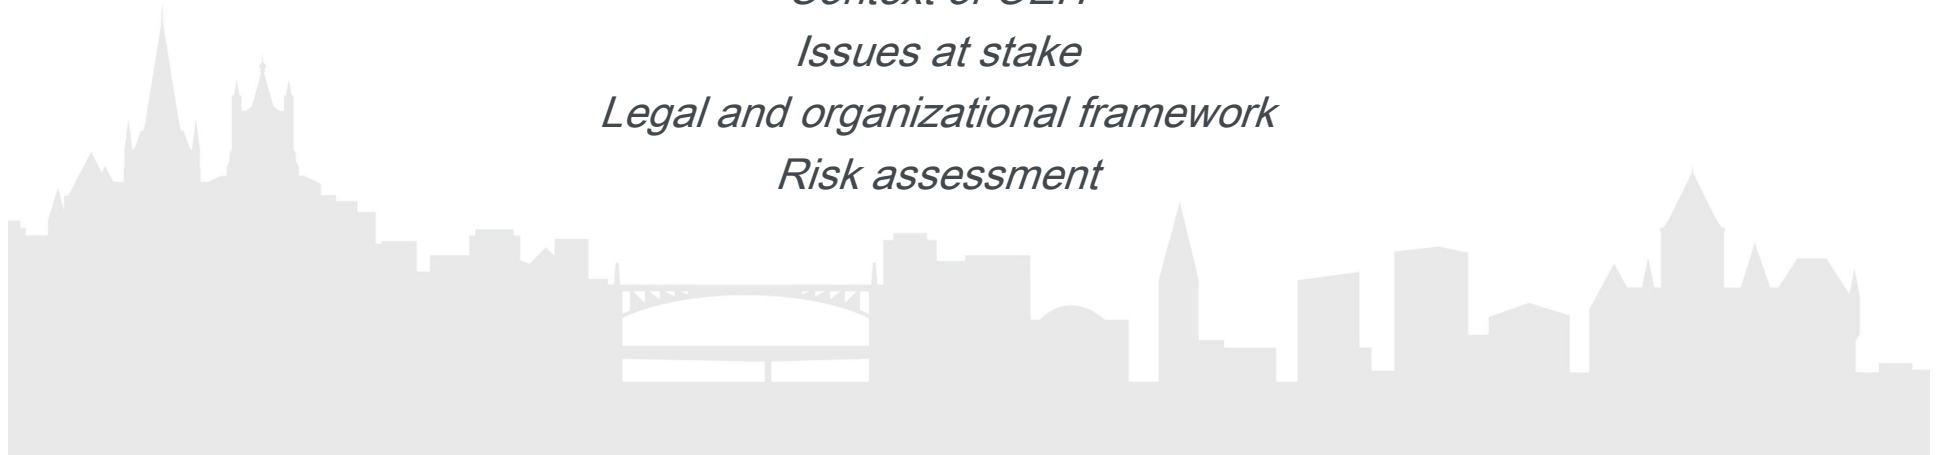 Issues at stake
Legal and organizational framework
Risk assessment